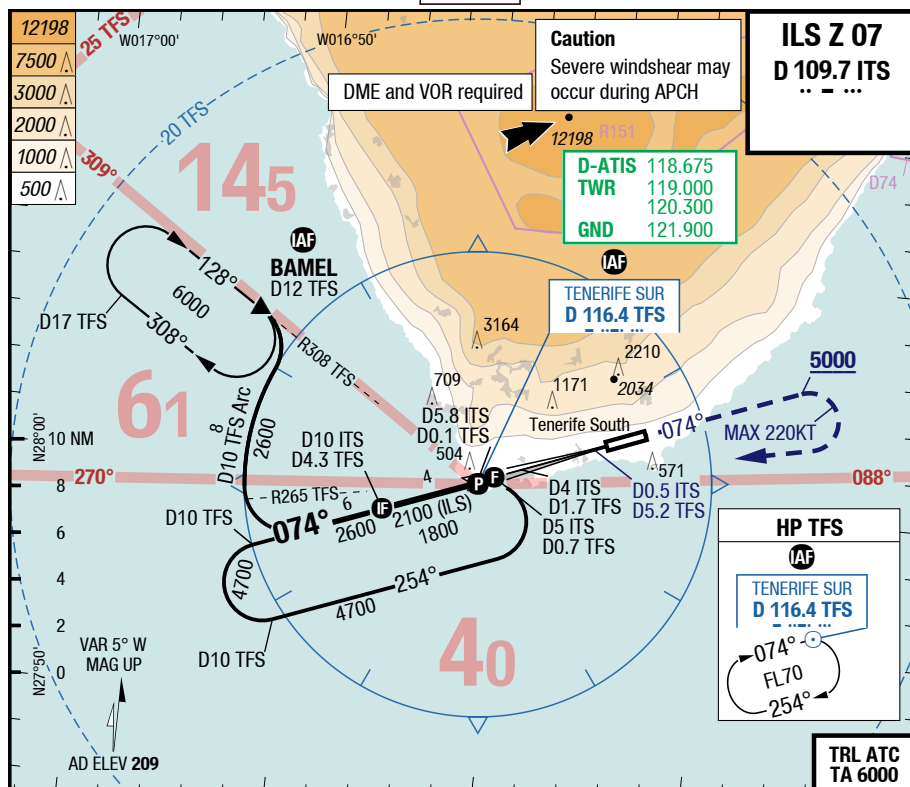 12198
7500
3000
2000
1000
500
W017°00'
W016°50'
25 TFS
20 TFS
309°
DME and VOR required
Caution
Severe windshear may
occur during APCH
ILS Z 07
D 109.7 ITS
12198
R151
D74
D-ATIS 118.675
TWR 119.000
120.300
GND 121.900
145
IAF
BAMEL
D12 TFS
128°
6000
308°
D17 TFS
R308 TFS
IAF
TENERIFE SUR
D 116.4 TFS
3164
2210
2034
709
1171
5000
61
8
D10 TFS Arc
2600
D5.8 ITS
D0.1 TFS
504
Tenerife South
074°
MAX 220KT
D10 ITS
D4.3 TFS
N28°00'
10 NM
8
6
4
2
0
N27°50'
270°
R265 TFS
6
4
P
F
571
088°
D4 ITS
D1.7 TFS
D0.5 ITS
D5.2 TFS
D10 TFS
074°
IF
2600
2100 (ILS)
1800
D5 ITS
D0.7 TFS
4700
254°
4700
D10 TFS
40
HP TFS
IAF
TENERIFE SUR
D 116.4 TFS
074°
FL70
254°
VAR 5° W
MAG UP
AD ELEV 209
TRL ATC
TA 6000